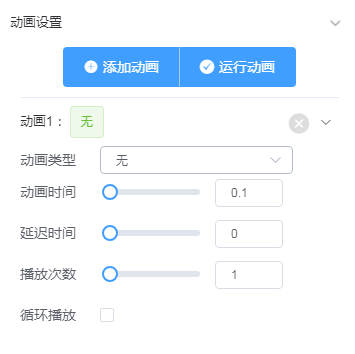 动画设置
添加动画 运行动画
动画1： 无
动画类型 无
动画时间 0.1
延迟时间 0
播放次数 1
循环播放